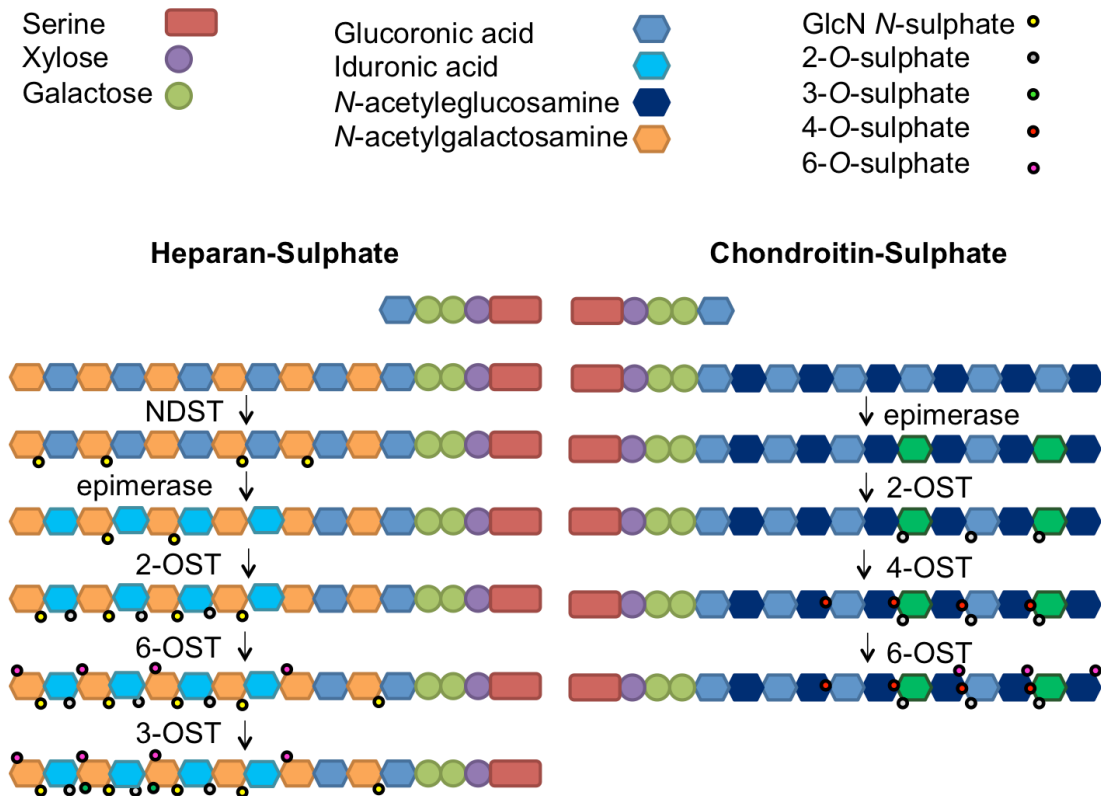 Serine
Xylose
Galactose
Glucoronic acid
Iduronic acid
N-acetyleglucosamine
N-acetylgalactosamine
GlcN N-sulphate
2-O-sulphate
3-O-sulphate
4-O-sulphate
6-O-sulphate
Heparan-Sulphate
NDST
epimerase
2-OST
6-OST
3-OST
Chondroitin-Sulphate
epimerase
2-OST
4-OST
6-OST